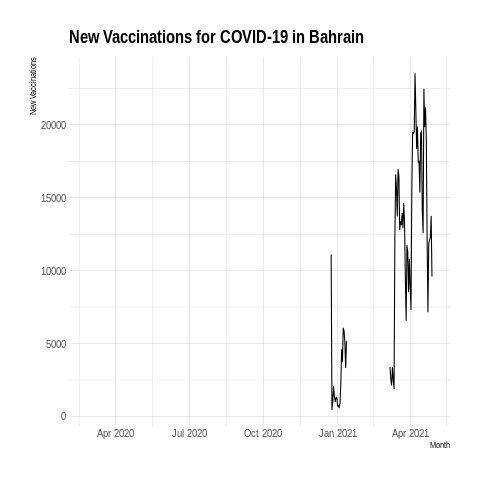 New Vaccinations for COVID-19 in Bahrain
New Vaccinations
20000
15000
10000
5000
0
Apr 2020 Jul 2020 Oct 2020 Jan 2021 Apr 2021
Month